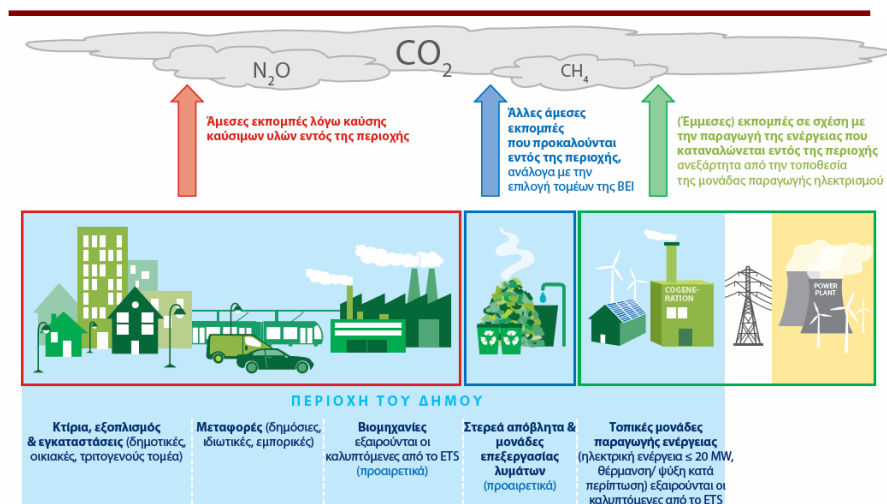 CO2
N2O
CH4
Άμεσες εκπομπές λόγω καύσης
καύσιμων υλών εντός της περιοχής
Άλλες άμεσες
εκπομπές
που προκαλούνται
εντός της περιοχής,
ανάλογα με την
επιλογή τομέων της ΒΕΙ
(Έμμεσες) εκπομπές σε σχέση με
την παραγωγή της ενέργειας που
καταναλώνεται εντός της περιοχής
ανεξάρτητα από την τοποθεσία
της μονάδας παραγωγής ηλεκτρισμού
COGENE-
RATION
POWER
PLANT
ΠΕΡΙΟΧΗ ΤΟΥ ΔΗΜΟΥ
Κτίρια, εξοπλισμός
& εγκαταστάσεις (δημοτικές,
οικιακές, τριτογενούς τομέα)
Μεταφορές (δημόσιες,
ιδιωτικές, εμπορικές)
Βιομηχανίες
εξαιρούνται οι
καλυπτόμενες από το ETS
(προαιρετικά)
Στερεά απόβλητα &
μονάδες
επεξεργασίας
λυμάτων
(προαιρετικά)
Τοπικές μονάδες
παραγωγής ενέργειας
(ηλεκτρική ενέργεια ≤ 20 MW,
θέρμανση/ ψύξη κατά
περίπτωση) εξαιρούνται οι
καλυπτόμενες από το ETS